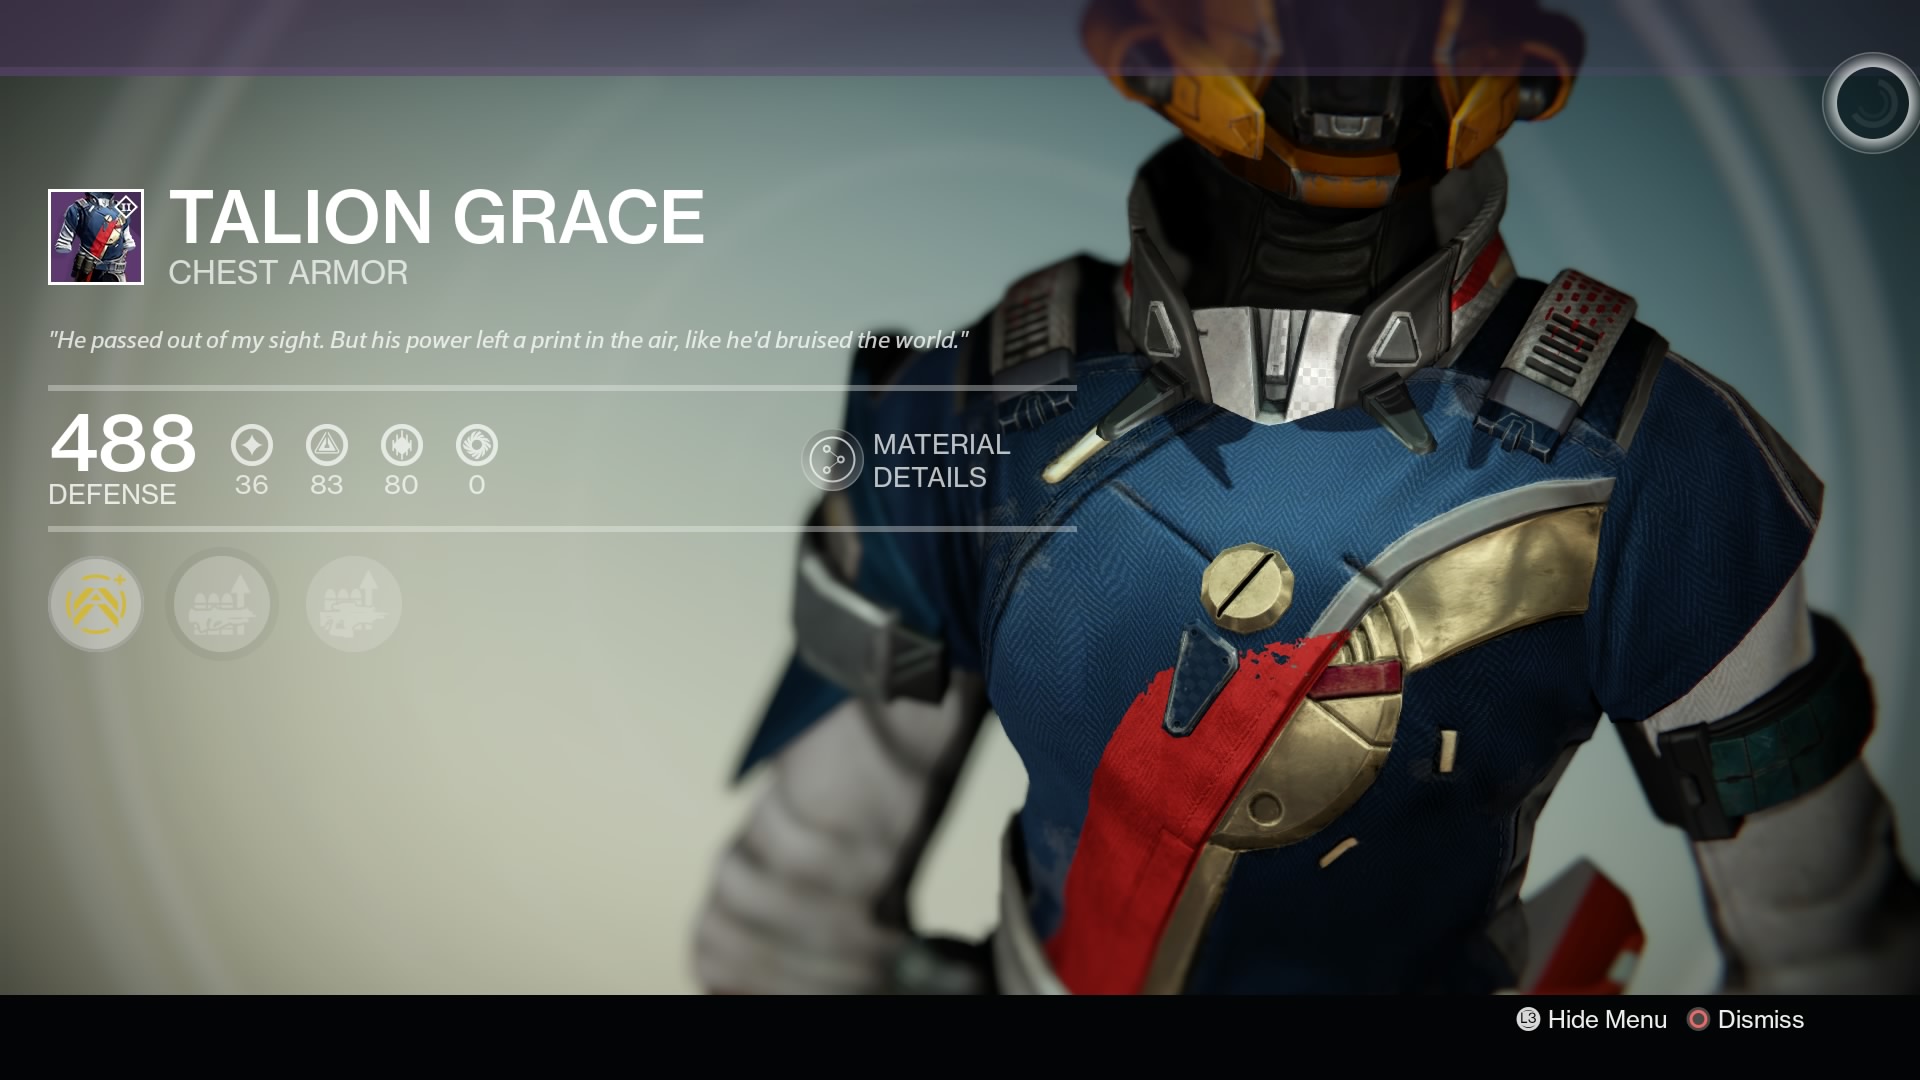 TALION GRACE
CHEST ARMOR
"He passed out of my sight. But his power left a print in the air, like he'd bruised the world."
488
DEFENSE
36 83 80 0
MATERIAL
DETAILS
L3 Hide Menu Dismiss